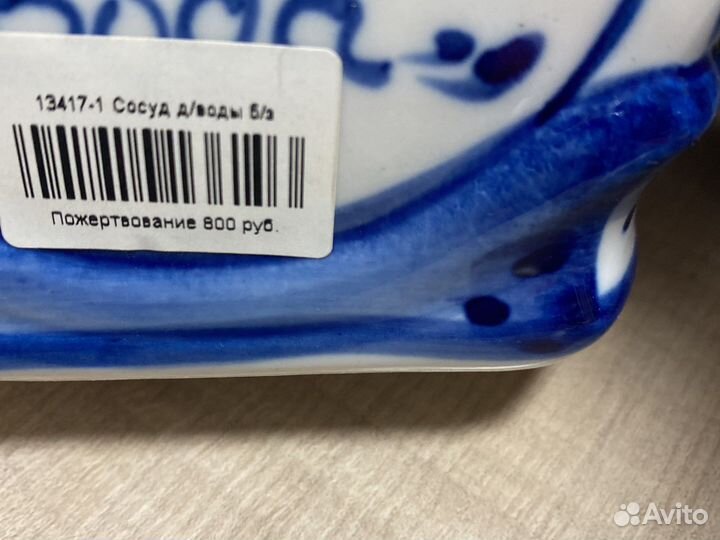 13417-1 Сосуд д/воды б/з
Пожертвование 800 руб.
Avito